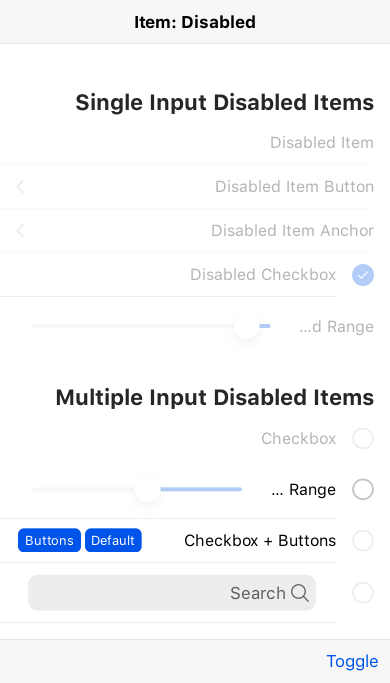 Item: Disabled
Single Input Disabled Items
Disabled Item
Disabled Item Button
Disabled Item Anchor
Disabled Checkbox
...d Range
Multiple Input Disabled Items
Checkbox
... Range
Checkbox + Buttons Default Buttons
Search
Toggle